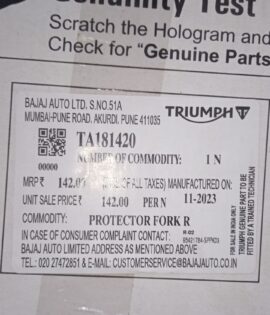 Test
Scratch the Hologram and
Check for "Genuine Parts
BAJAJ AUTO LTD. S.NO.51A
MUMBAI-PUNE ROAD, AKURDI, PUNE 411035
TRIUMPH
TA181420
00000
NUMBER OF COMMODITY: 1 N
MRP ₹ 142.00 OF ALL TAXES) MANUFACTURED ON:
UNIT SALE PRICE ₹ 142.00 PER N 11-2023
COMMODITY: PROTECTOR FORK R
IN CASE OF CONSUMER COMPLAINT CONTACT:
BAJAJ AUTO LIMITED ADDRESS AS MENTIONED ABOVE
TEL.: 020 27472851 & E-MAIL: CUSTOMERSERVICE@BAJAJAUTO.CO.IN
FOR SALE IN INDIA ONLY
TRIUMPH GENUINE PART TO BE
FITTED IN A TRAINED TECHNICIAN